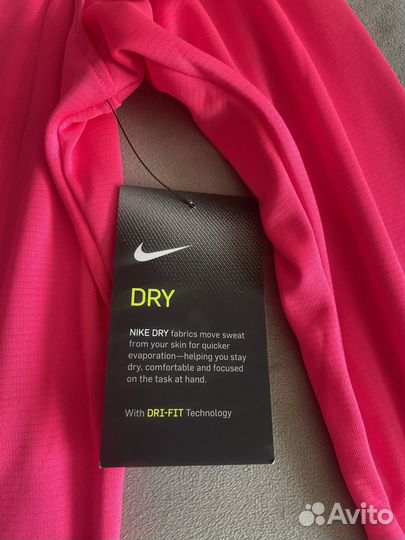 DRY
NIKE DRY fabrics move sweat
from your skin for quicker
evaporation—helping you stay
dry, comfortable and focused
on the task at hand.
With DRI-FIT Technology
Avito